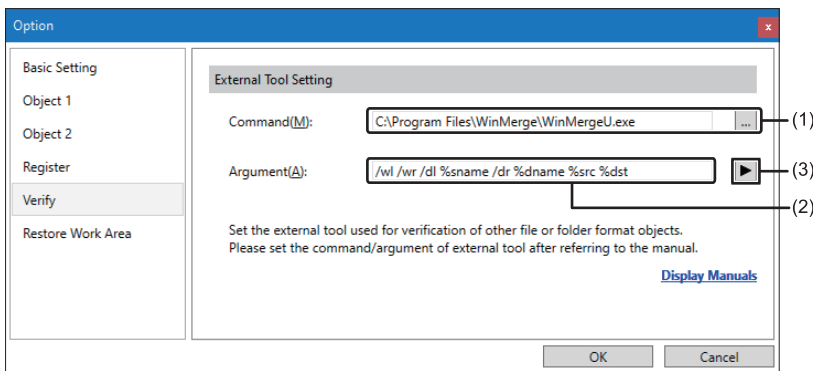 Option
x
Basic Setting
Object 1
Object 2
Register
Verify
Restore Work Area
External Tool Setting
Command(M):
C:\Program Files\WinMerge\WinMergeU.exe
...
(1)
Argument(A):
/wl /wr /dl %sname /dr %dname %src %dst
(3)
(2)
Set the external tool used for verification of other file or folder format objects.
Please set the command/argument of external tool after referring to the manual.
Display Manuals
OK
Cancel